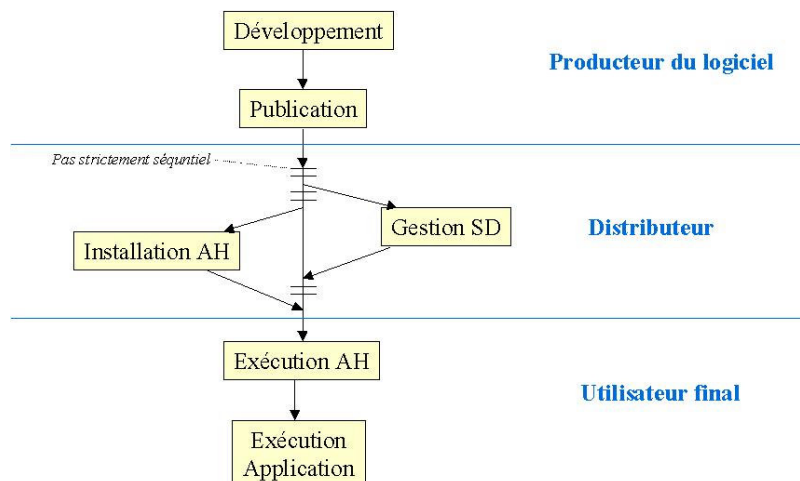 Développement
Producteur du logiciel
Publication
Pas strictement séquntiel
Gestion SD
Distributeur
Installation AH
Exécution AH
Utilisateur final
Exécution
Application